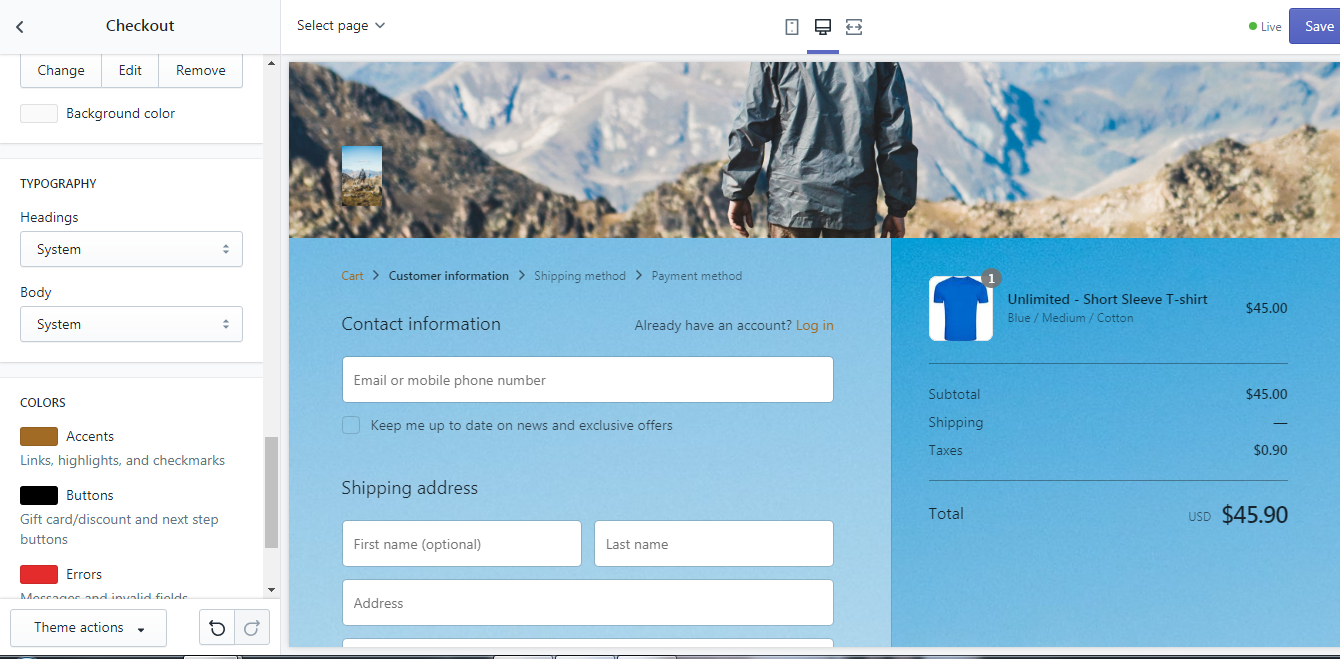 Checkout
Select page
Live
Save
Change
Edit
Remove
Background color
TYPOGRAPHY
Headings
System
Body
System
COLORS
Accents
Links, highlights, and checkmarks
Buttons
Gift card/discount and next step
buttons
Errors
Messages and invalid fields
Theme actions
Cart > Customer information > Shipping method > Payment method
Contact information
Already have an account? Log in
Email or mobile phone number
Keep me up to date on news and exclusive offers
Shipping address
First name (optional)
Last name
Address
1
Unlimited - Short Sleeve T-shirt
Blue / Medium / Cotton
$45.00
Subtotal $45.00
Shipping —
Taxes $0.90
Total USD $45.90